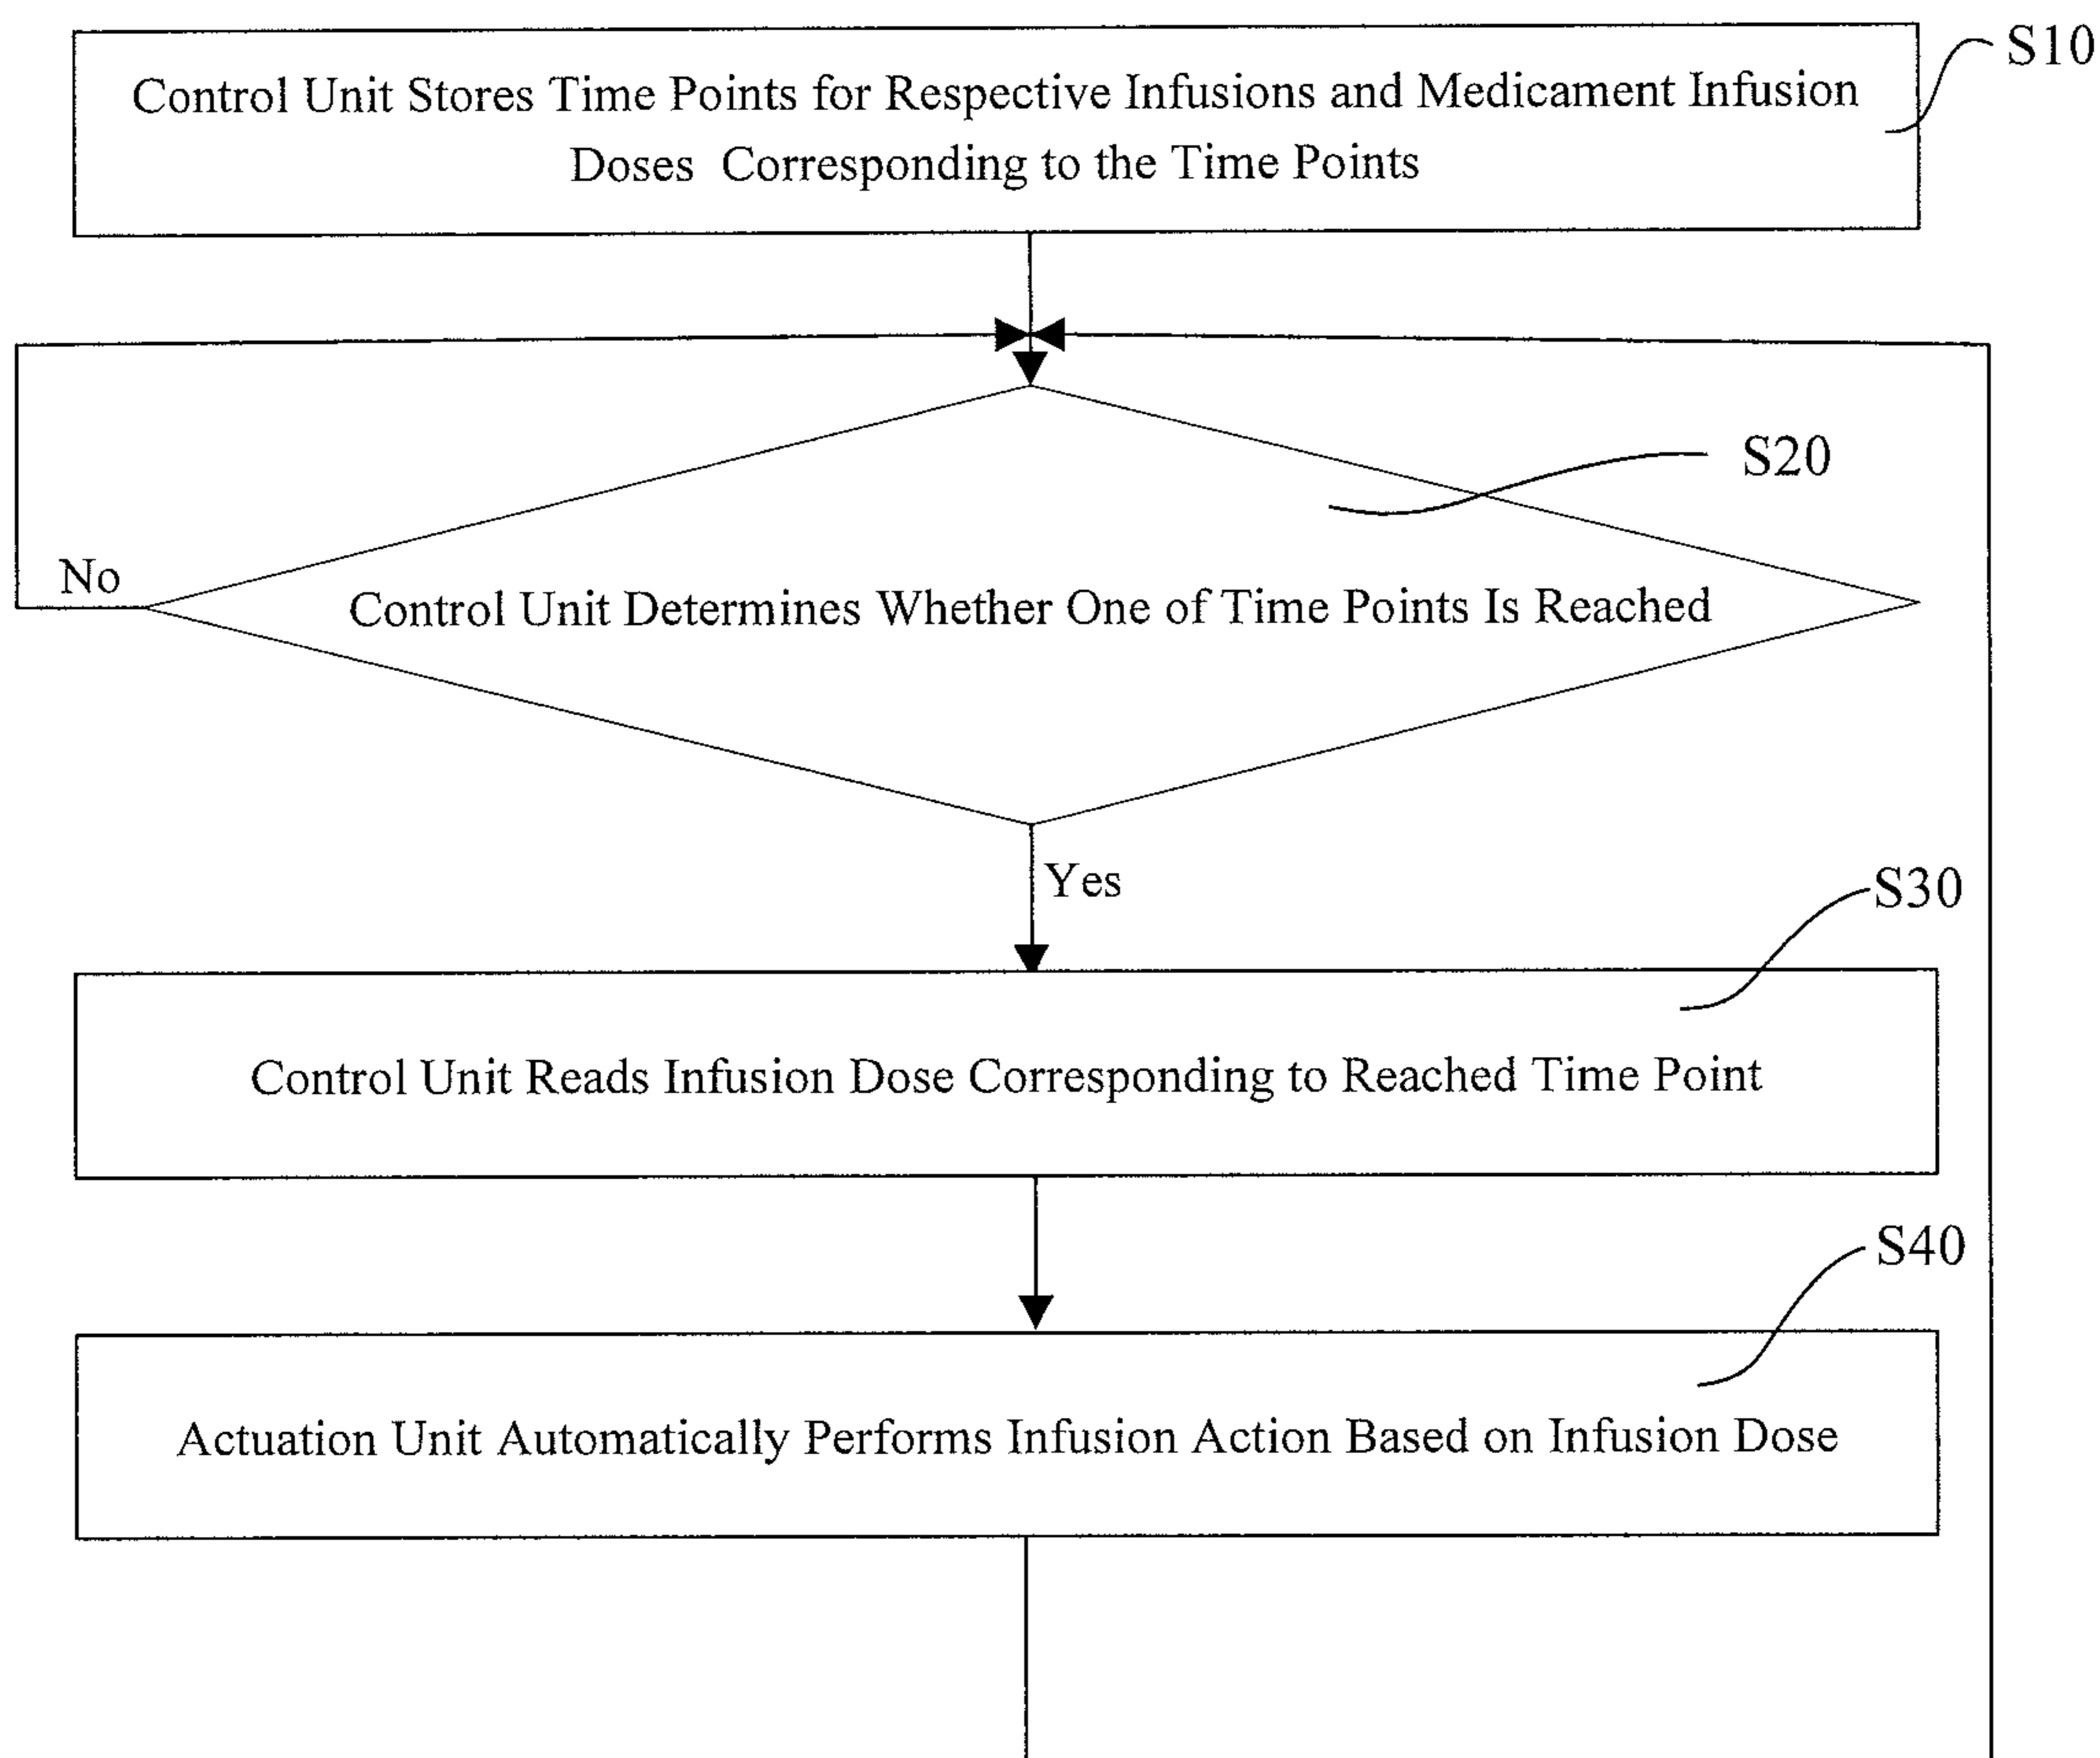 S10
Control Unit Stores Time Points for Respective Infusions and Medicament Infusion
Doses Corresponding to the Time Points
S20
No
Control Unit Determines Whether One of Time Points Is Reached
Yes
S30
Control Unit Reads Infusion Dose Corresponding to Reached Time Point
S40
Actuation Unit Automatically Performs Infusion Action Based on Infusion Dose